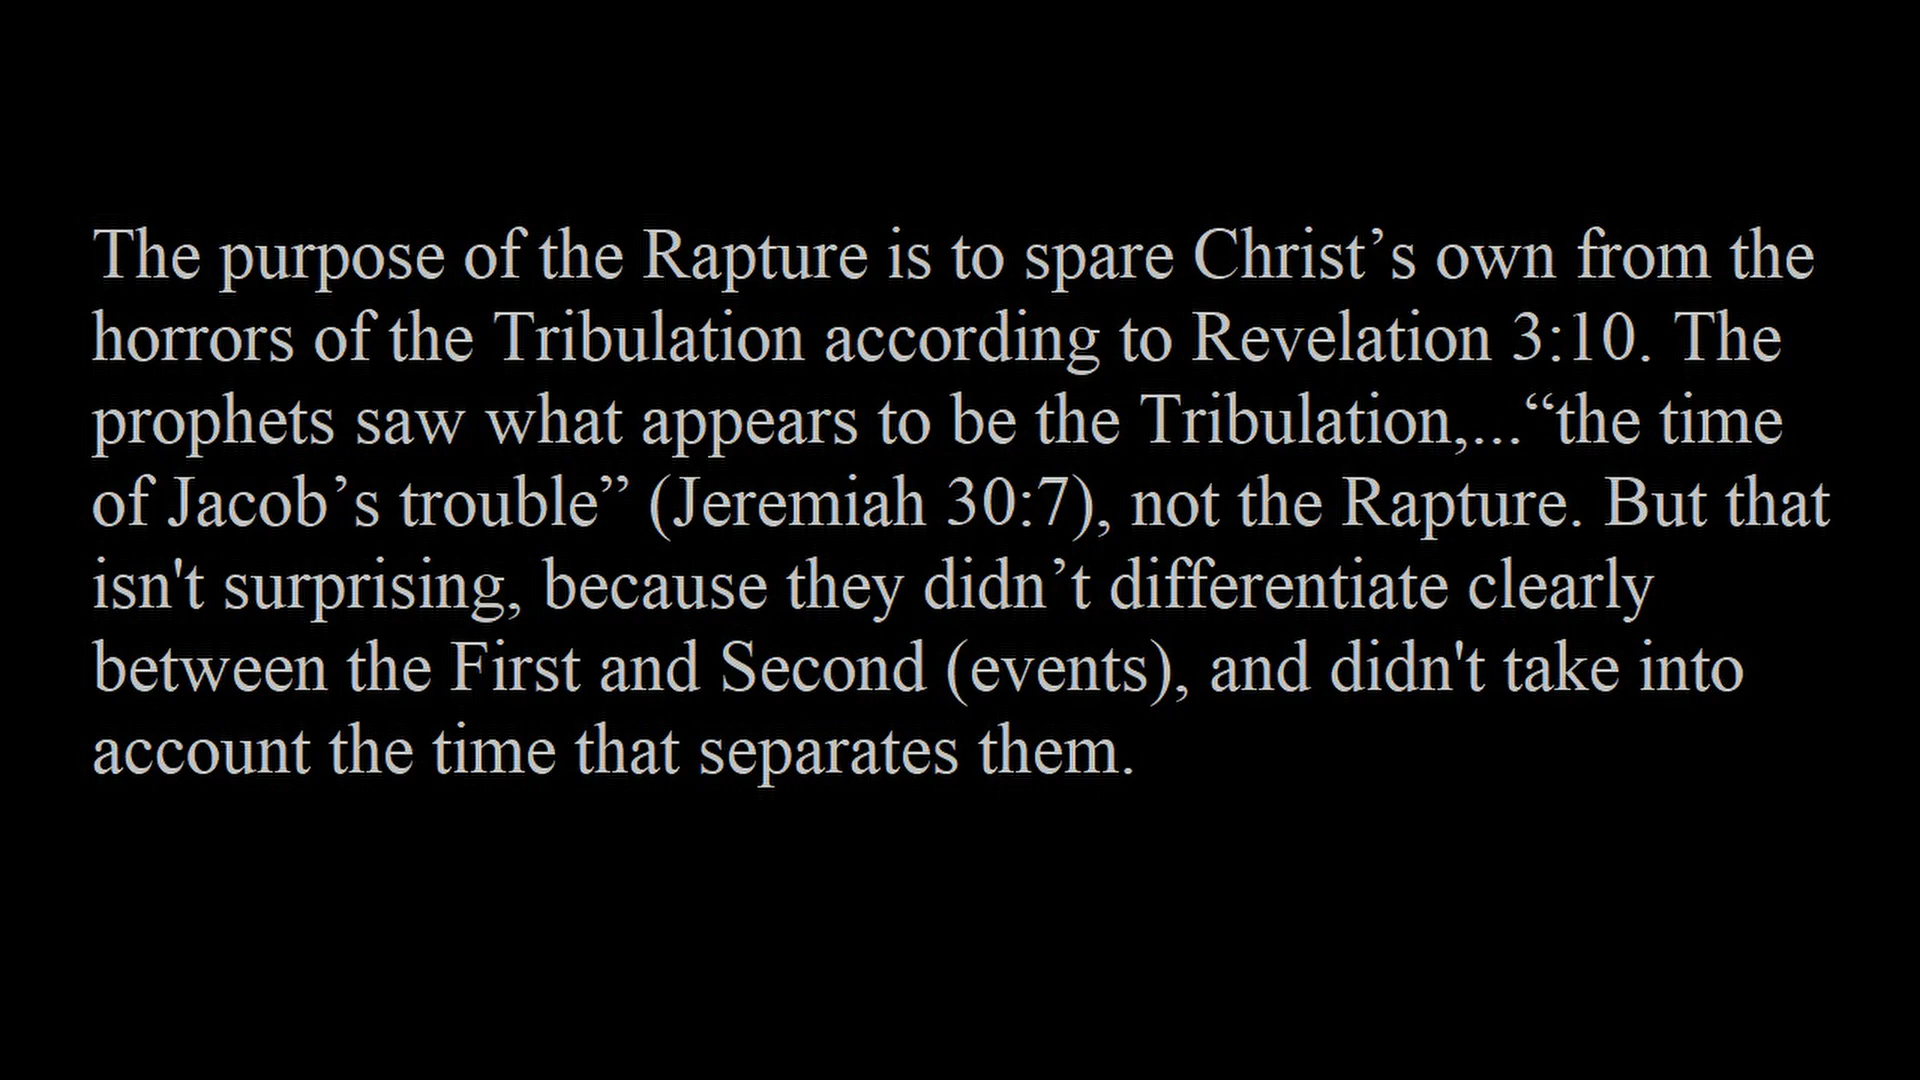 The purpose of the Rapture is to spare Christ’s own from the
horrors of the Tribulation according to Revelation 3:10. The
prophets saw what appears to be the Tribulation,...“the time
of Jacob’s trouble” (Jeremiah 30:7), not the Rapture. But that
isn't surprising, because they didn’t differentiate clearly
between the First and Second (events), and didn't take into
account the time that separates them.